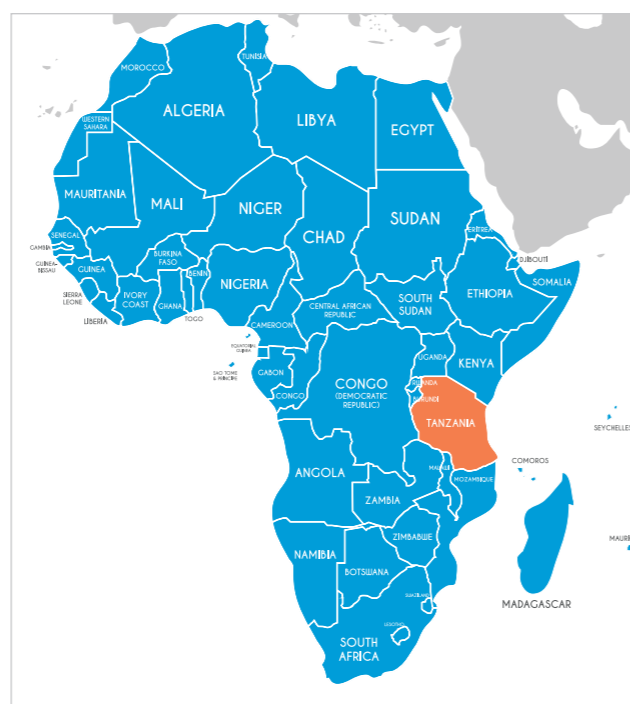 TUNISIA
MOROCCO
ALGERIA
LIBYA
EGYPT
WESTERN
SAHARA
MAURITANIA
MALI
NIGER
CHAD
SUDAN
ERITREA
SENEGAL
GAMBIA
GUINEA-
BISSAU
GUINEA
BURKINA
FASO
BENIN
NIGERIA
DJIBOUTI
SOMALIA
ETHIOPIA
SIERRA
LEONE
IVORY
COAST
GHANA
LIBERIA
TOGO
CENTRAL AFRICAN
REPUBLIC
SOUTH
SUDAN
CAMEROON
EQUATORIAL
GUINEA
SAO TOME
& PRINCIPE
GABON
CONGO
CONGO
(DEMOCRATIC
REPUBLIC)
UGANDA
KENYA
RWANDA
BURUNDI
TANZANIA
SEYCHELLES
COMOROS
ANGOLA
ZAMBIA
MALAWI
MOZAMBIQUE
ZIMBABWE
NAMIBIA
BOTSWANA
MAURI
MADAGASCAR
SWAZILAND
LESOTHO
SOUTH
AFRICA